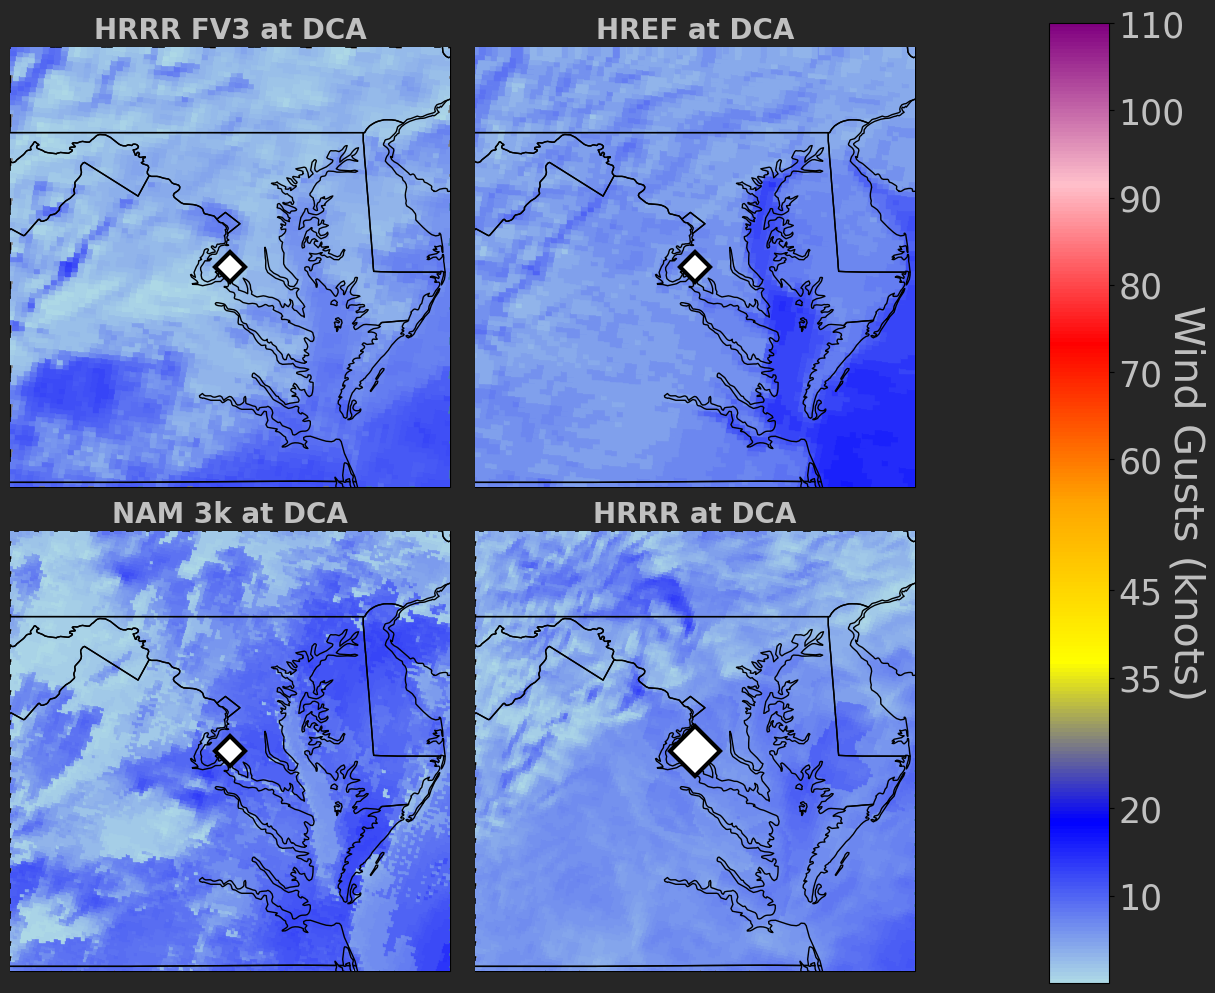 HRRR FV3 at DCA
HREF at DCA
NAM 3k at DCA
HRRR at DCA
110
100
90
80
70
60
45
35
20
10
Wind Gusts (knots)